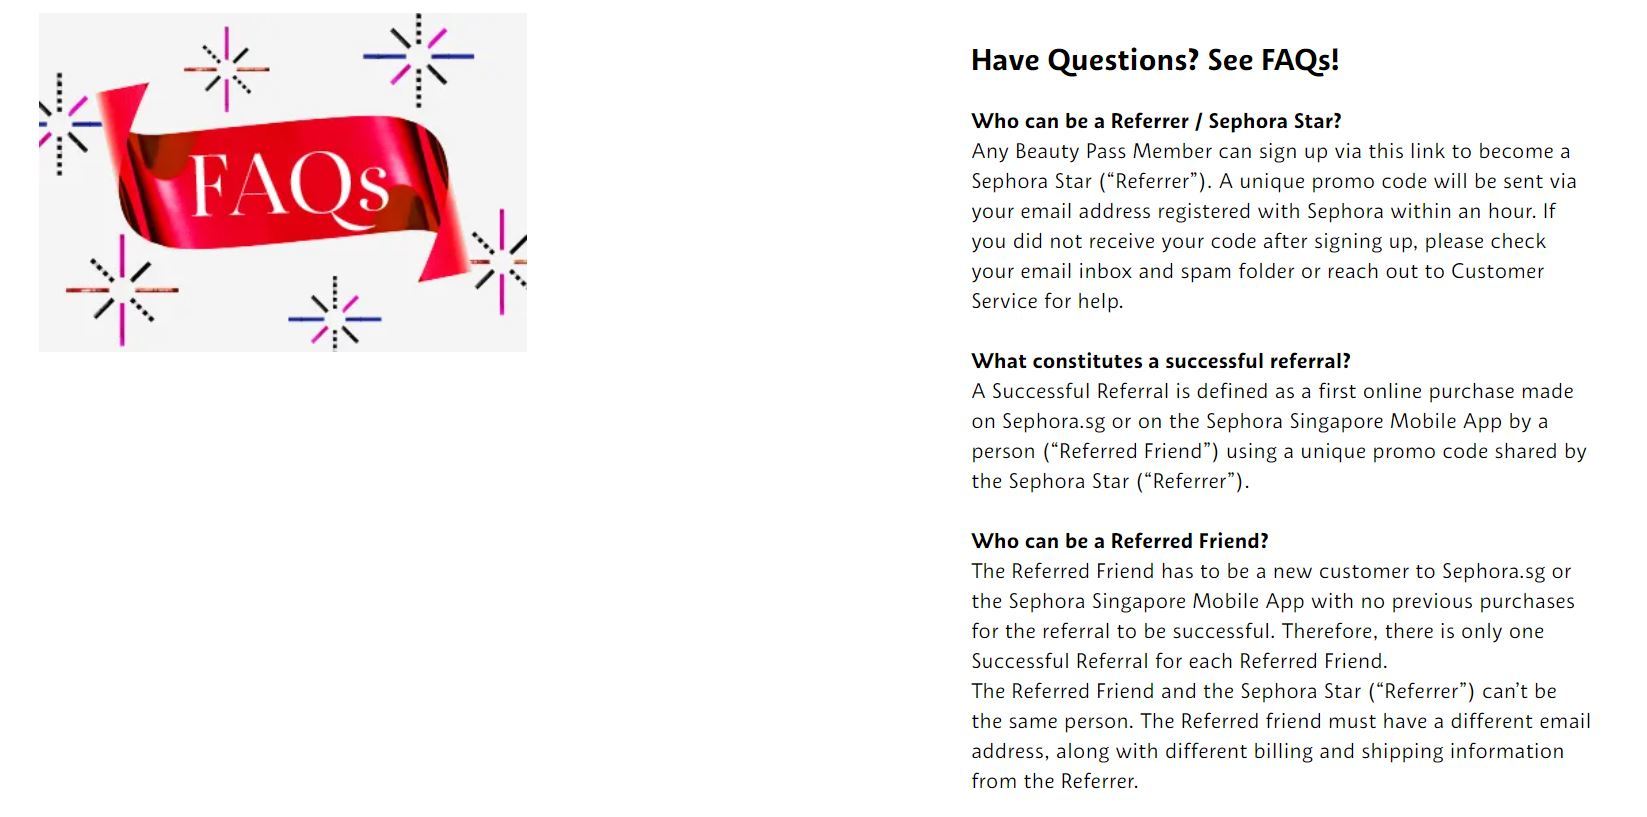 FAQs
Have Questions? See FAQs!
Who can be a Referrer / Sephora Star?
Any Beauty Pass Member can sign up via this link to become a
Sephora Star (“Referrer”). A unique promo code will be sent via
your email address registered with Sephora within an hour. If
you did not receive your code after signing up, please check
your email inbox and spam folder or reach out to Customer
Service for help.
What constitutes a successful referral?
A Successful Referral is defined as a first online purchase made
on Sephora.sg or on the Sephora Singapore Mobile App by a
person (“Referred Friend”) using a unique promo code shared by
the Sephora Star (“Referrer”).
Who can be a Referred Friend?
The Referred Friend has to be a new customer to Sephora.sg or
the Sephora Singapore Mobile App with no previous purchases
for the referral to be successful. Therefore, there is only one
Successful Referral for each Referred Friend.
The Referred Friend and the Sephora Star (“Referrer”) can’t be
the same person. The Referred friend must have a different email
address, along with different billing and shipping information
from the Referrer.